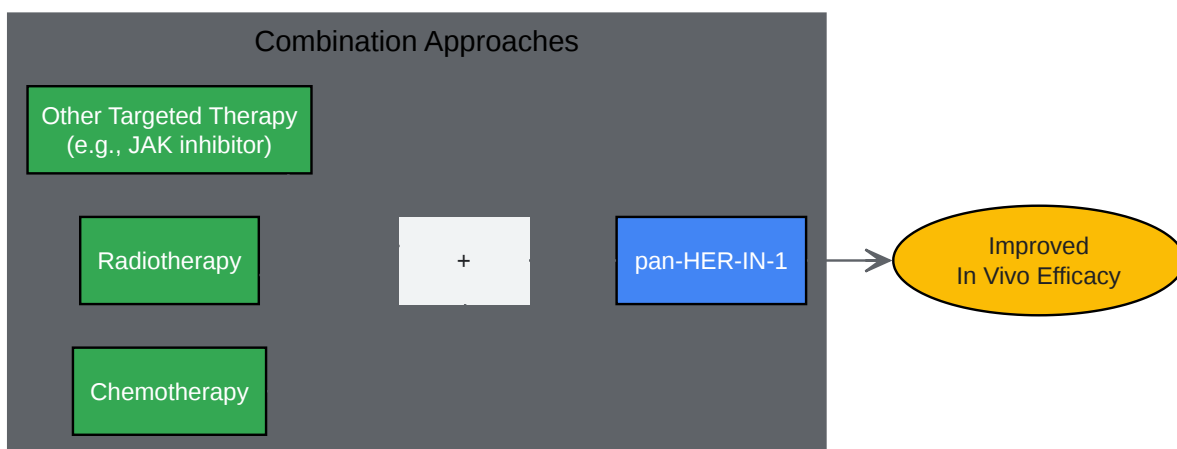 Combination Approaches
Other Targeted Therapy
(e.g., JAK inhibitor)
Radiotherapy
+
pan-HER-IN-1
Improved
In Vivo Efficacy
Chemotherapy